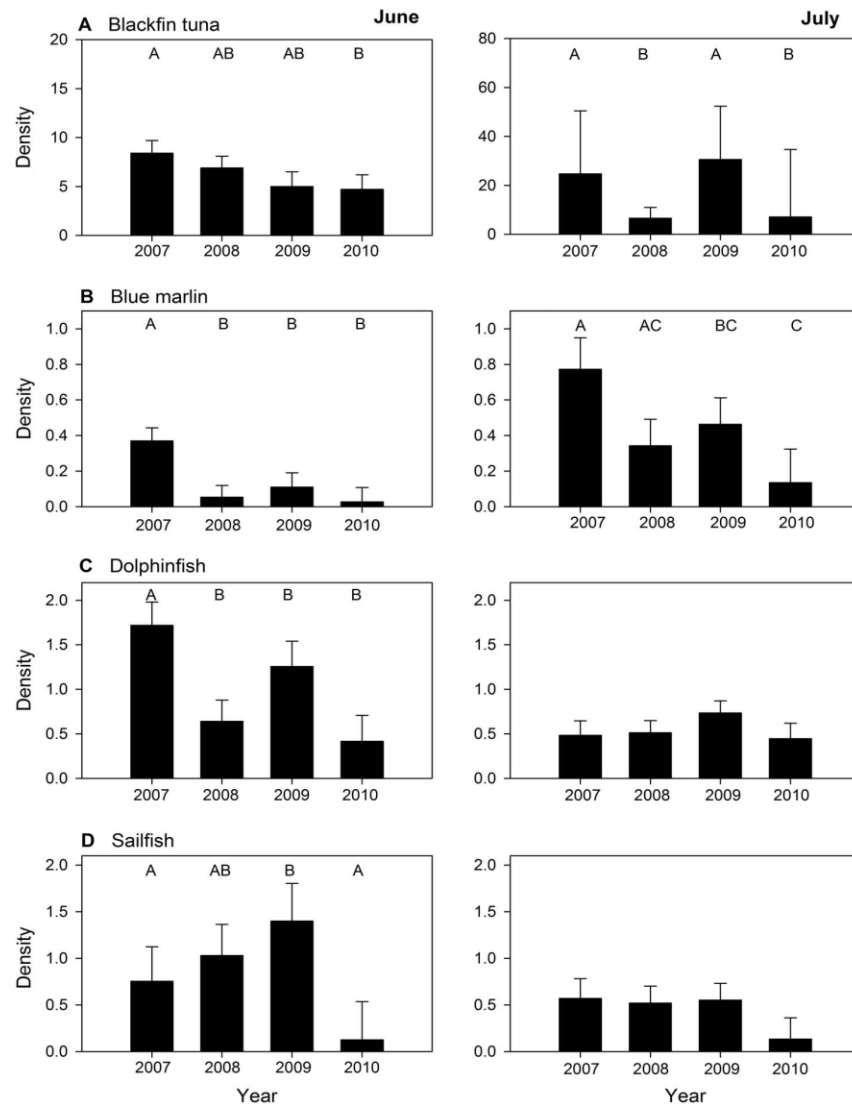 June
July
A Blackfin tuna
20
15
10
5
0
Density
A AB AB B
2007 2008 2009 2010
80
60
40
20
0
A B A B
2007 2008 2009 2010
B Blue marlin
1.0
0.8
0.6
0.4
0.2
0.0
Density
A B B B
2007 2008 2009 2010
1.0
0.8
0.6
0.4
0.2
0.0
A AC BC C
2007 2008 2009 2010
C Dolphinfish
2.0
1.5
1.0
0.5
0.0
Density
A B B B
2007 2008 2009 2010
2.0
1.5
1.0
0.5
0.0
2007 2008 2009 2010
D Sailfish
2.0
1.5
1.0
0.5
0.0
Density
A AB B A
2007 2008 2009 2010
Year
2.0
1.5
1.0
0.5
0.0
2007 2008 2009 2010
Year